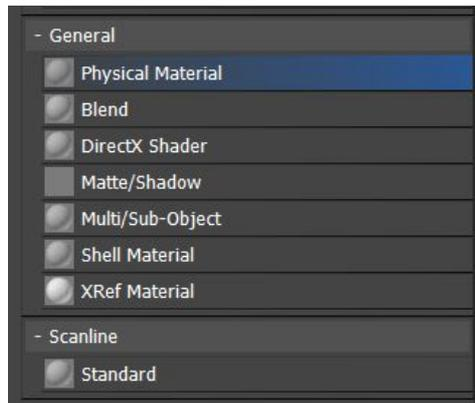 - General
Physical Material
Blend
DirectX Shader
Matte/Shadow
Multi/Sub-Object
Shell Material
XRef Material
- Scanline
Standard